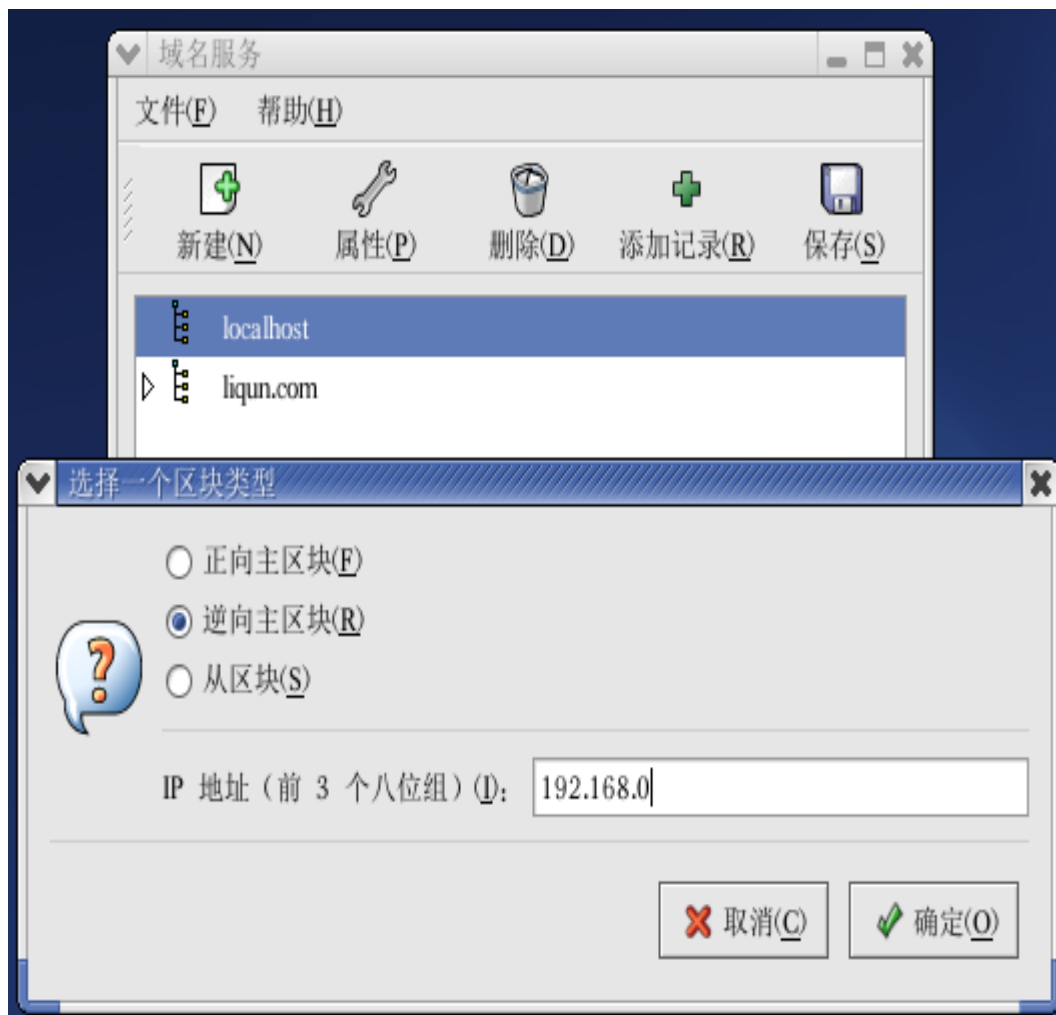 域名服务
文件(F) 帮助(H)
新建(N) 属性(P) 删除(D) 添加记录(R) 保存(S)
localhost
liqun.com
选择一个区块类型
正向主区块(F)
逆向主区块(R)
从区块(S)
IP 地址（前 3 个八位组）(I)： 192.168.0
取消(C) 确定(O)